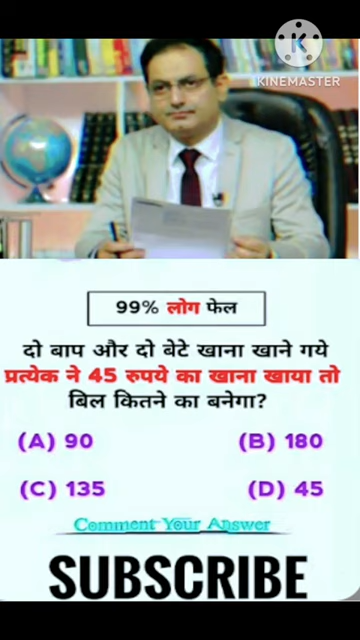 KINEMASTER
99% लोग फेल
दो बाप और दो बेटे खाना खाने गये
प्रत्येक ने 45 रुपये का खाना खाया तो
बिल कितने का बनेगा?
(A) 90 (B) 180
(C) 135 (D) 45
Comment Your Answer
SUBSCRIBE